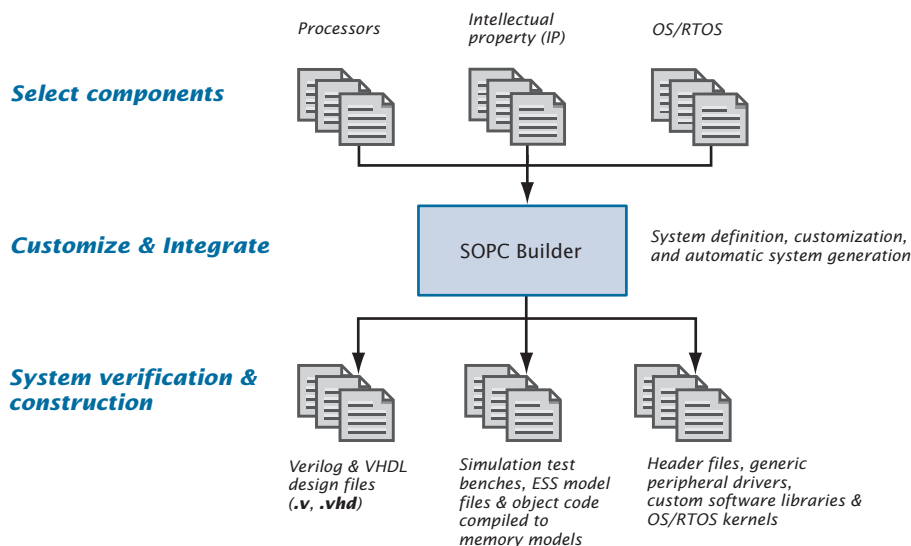 Processors
Intellectual
property (IP)
OS/RTOS
Select components
Customize & Integrate
SOPC Builder
System definition, customization,
and automatic system generation
System verification &
construction
Verilog & VHDL
design files
(.v, .vhd)
Simulation test
benches, ESS model
files & object code
compiled to
memory models
Header files, generic
peripheral drivers,
custom software libraries &
OS/RTOS kernels